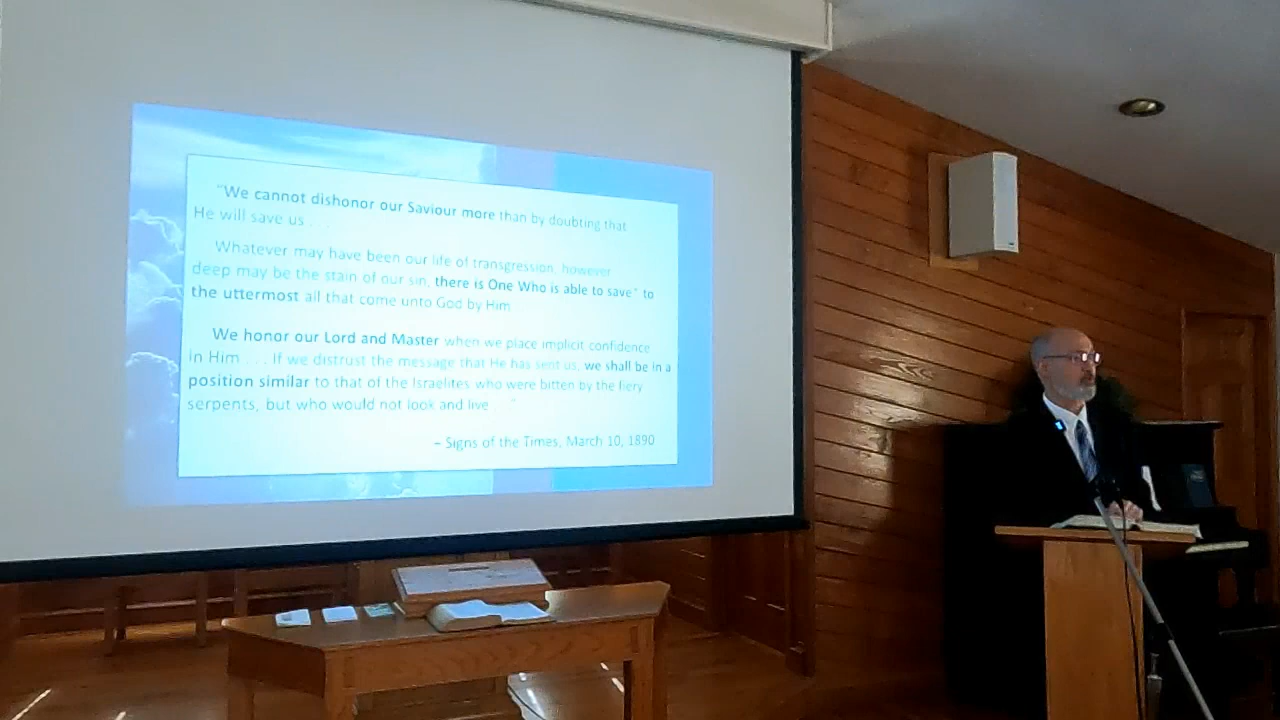 "We cannot dishonor our Saviour more than by doubting that
He will save us . . .
Whatever may have been our life of transgression, however
deep may be the stain of our sin, there is One Who is able to save" to
the uttermost all that come unto God by Him
We honor our Lord and Master when we place implicit confidence
in Him . . . If we distrust the message that He has sent us, we shall be in a
position similar to that of the Israelites who were bitten by the fiery
serpents, but who would not look and live . . ."
– Signs of the Times, March 10, 1890